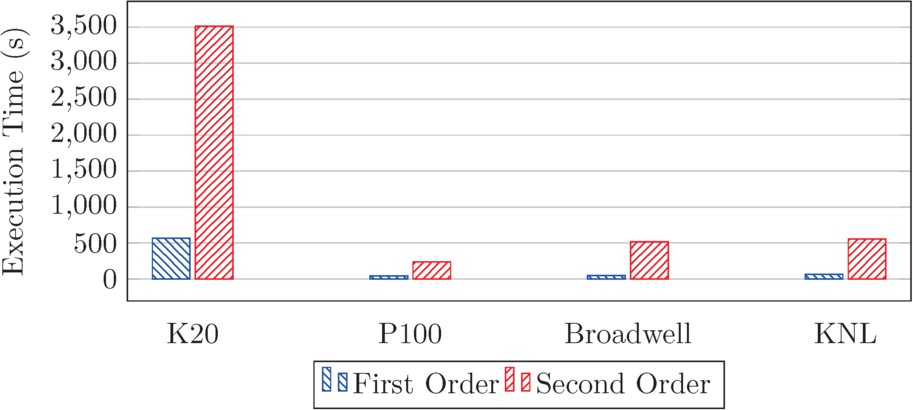 Execution Time (s)
3,500
3,000
2,500
2,000
1,500
1,000
500
0
K20 P100 Broadwell KNL
First Order Second Order